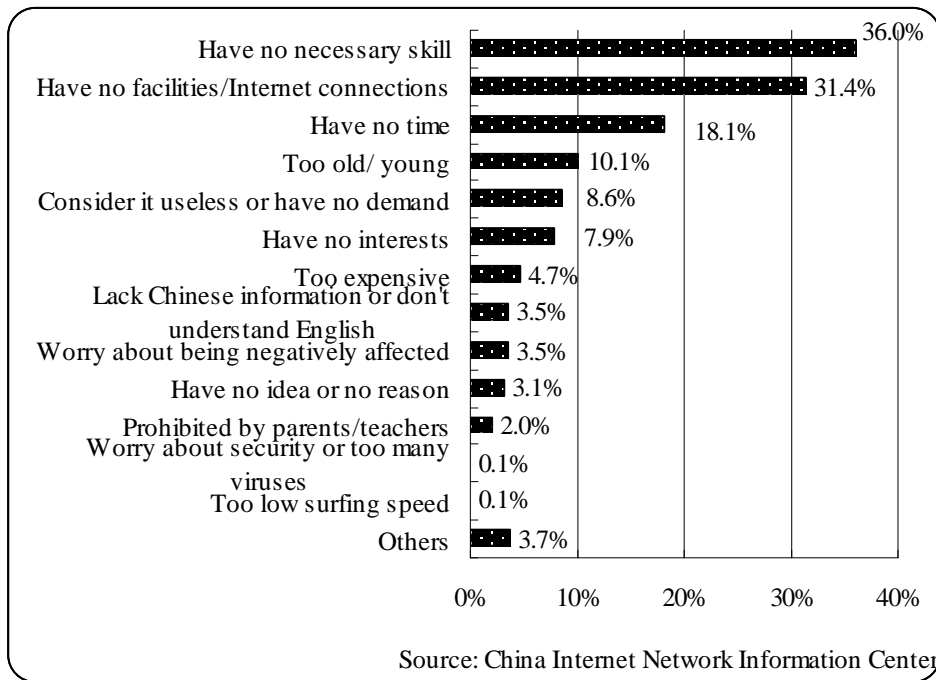 Have no necessary skill 36.0%
Have no facilities/Internet connections 31.4%
Have no time 18.1%
Too old/ young 10.1%
Consider it useless or have no demand 8.6%
Have no interests 7.9%
Too expensive 4.7%
Lack Chinese information or don't
understand English 3.5%
Worry about being negatively affected 3.5%
Have no idea or no reason 3.1%
Prohibited by parents/teachers 2.0%
Worry about security or too many
viruses 0.1%
Too low surfing speed 0.1%
Others 3.7%
0% 10% 20% 30% 40%
Source: China Internet Network Information Center